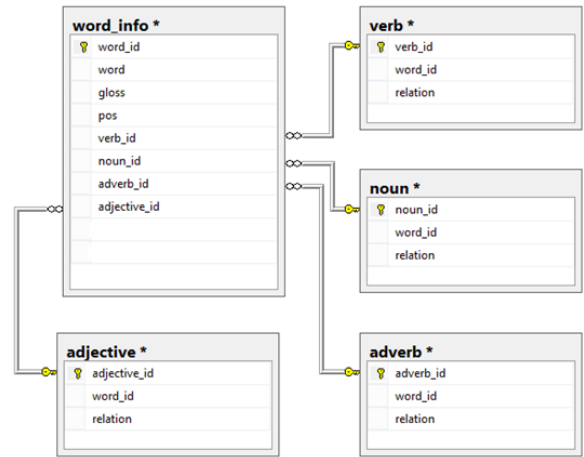 word_info *
word_id
word
gloss
pos
verb_id
noun_id
adverb_id
adjective_id
verb *
verb_id
word_id
relation
noun *
noun_id
word_id
relation
adjective *
adjective_id
word_id
relation
adverb *
adverb_id
word_id
relation